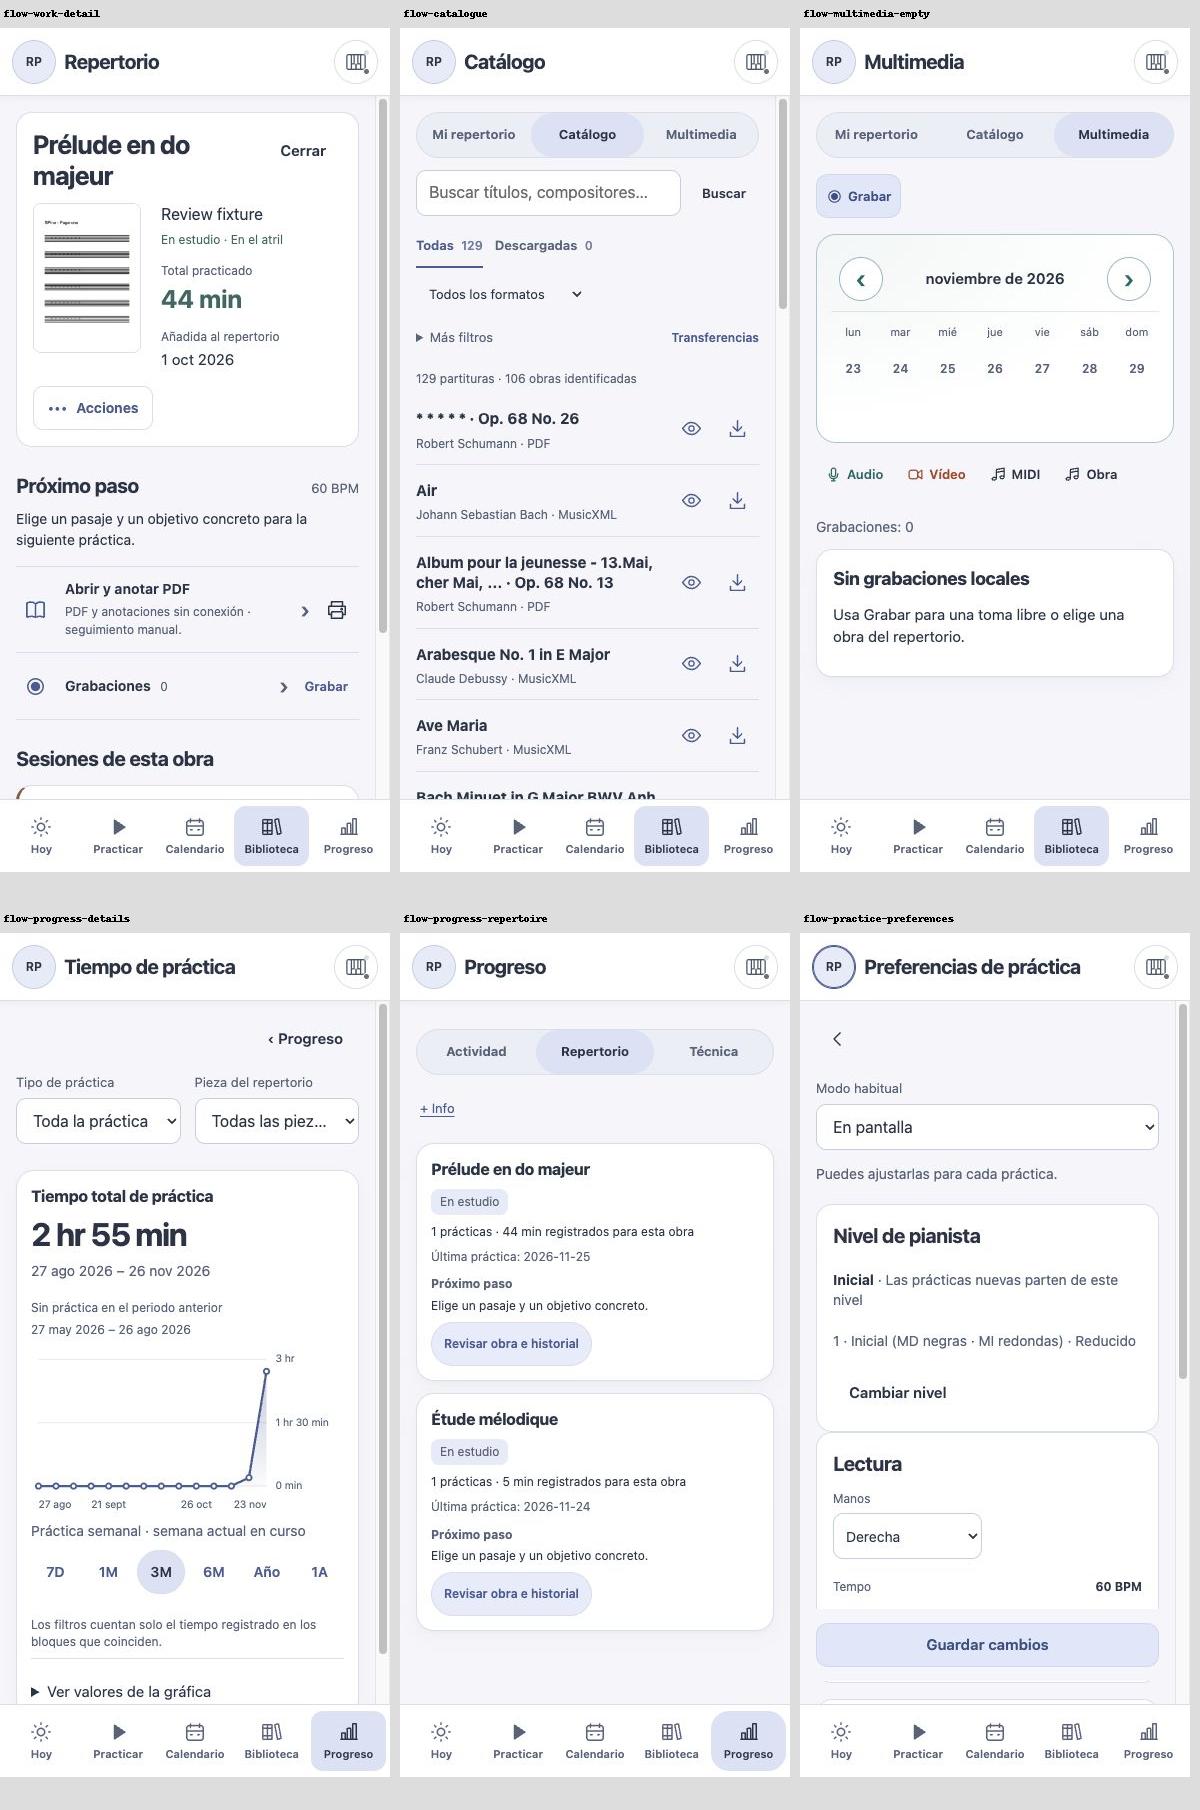 flow-work-detail
RP Repertorio
Prélude en do
majeur
Cerrar
Review fixture
En estudio · En el atril
Total practicado
44 min
Añadida al repertorio
1 oct 2026
Acciones
Próximo paso
60 BPM
Elige un pasaje y un objetivo concreto para la
siguiente práctica.
Abrir y anotar PDF
PDF y anotaciones sin conexión ·
seguimiento manual.
Grabaciones 0
Grabar
Sesiones de esta obra
Hoy Practicar Calendario Biblioteca Progreso
flow-catalogue
RP Catálogo
Mi repertorio Catálogo Multimedia
Buscar títulos, compositores...
Buscar
Todas 129 Descargadas 0
Todos los formatos
▶ Más filtros
Transferencias
129 partituras · 106 obras identificadas
* * * * * · Op. 68 No. 26
Robert Schumann · PDF
Air
Johann Sebastian Bach · MusicXML
Album pour la jeunesse - 13.Mai,
cher Mai, ... · Op. 68 No. 13
Robert Schumann · PDF
Arabesque No. 1 in E Major
Claude Debussy · MusicXML
Ave Maria
Franz Schubert · MusicXML
Bach Minuet in G Major BWV Anh
Hoy Practicar Calendario Biblioteca Progreso
flow-multimedia-empty
RP Multimedia
Mi repertorio Catálogo Multimedia
Grabar
‹ noviembre de 2026 ›
lun mar mié jue vie sáb dom
23 24 25 26 27 28 29
Audio Vídeo MIDI Obra
Grabaciones: 0
Sin grabaciones locales
Usa Grabar para una toma libre o elige una
obra del repertorio.
Hoy Practicar Calendario Biblioteca Progreso
flow-progress-details
RP Tiempo de práctica
‹ Progreso
Tipo de práctica
Pieza del repertorio
Toda la práctica
Todas las piez...
Tiempo total de práctica
2 hr 55 min
27 ago 2026 – 26 nov 2026
Sin práctica en el periodo anterior
27 may 2026 – 26 ago 2026
3 hr
1 hr 30 min
0 min
27 ago 21 sept 26 oct 23 nov
Práctica semanal · semana actual en curso
7D 1M 3M 6M Año 1A
Los filtros cuentan solo el tiempo registrado en los
bloques que coinciden.
▶ Ver valores de la gráfica
Hoy Practicar Calendario Biblioteca Progreso
flow-progress-repertoire
RP Progreso
Actividad Repertorio Técnica
+ Info
Prélude en do majeur
En estudio
1 prácticas · 44 min registrados para esta obra
Última práctica: 2026-11-25
Próximo paso
Elige un pasaje y un objetivo concreto.
Revisar obra e historial
Étude mélodique
En estudio
1 prácticas · 5 min registrados para esta obra
Última práctica: 2026-11-24
Próximo paso
Elige un pasaje y un objetivo concreto.
Revisar obra e historial
Hoy Practicar Calendario Biblioteca Progreso
flow-practice-preferences
RP Preferencias de práctica
Modo habitual
En pantalla
Puedes ajustarlas para cada práctica.
Nivel de pianista
Inicial · Las prácticas nuevas parten de este
nivel
1 · Inicial (MD negras · MI redondas) · Reducido
Cambiar nivel
Lectura
Manos
Derecha
Tempo
60 BPM
Guardar cambios
Hoy Practicar Calendario Biblioteca Progreso